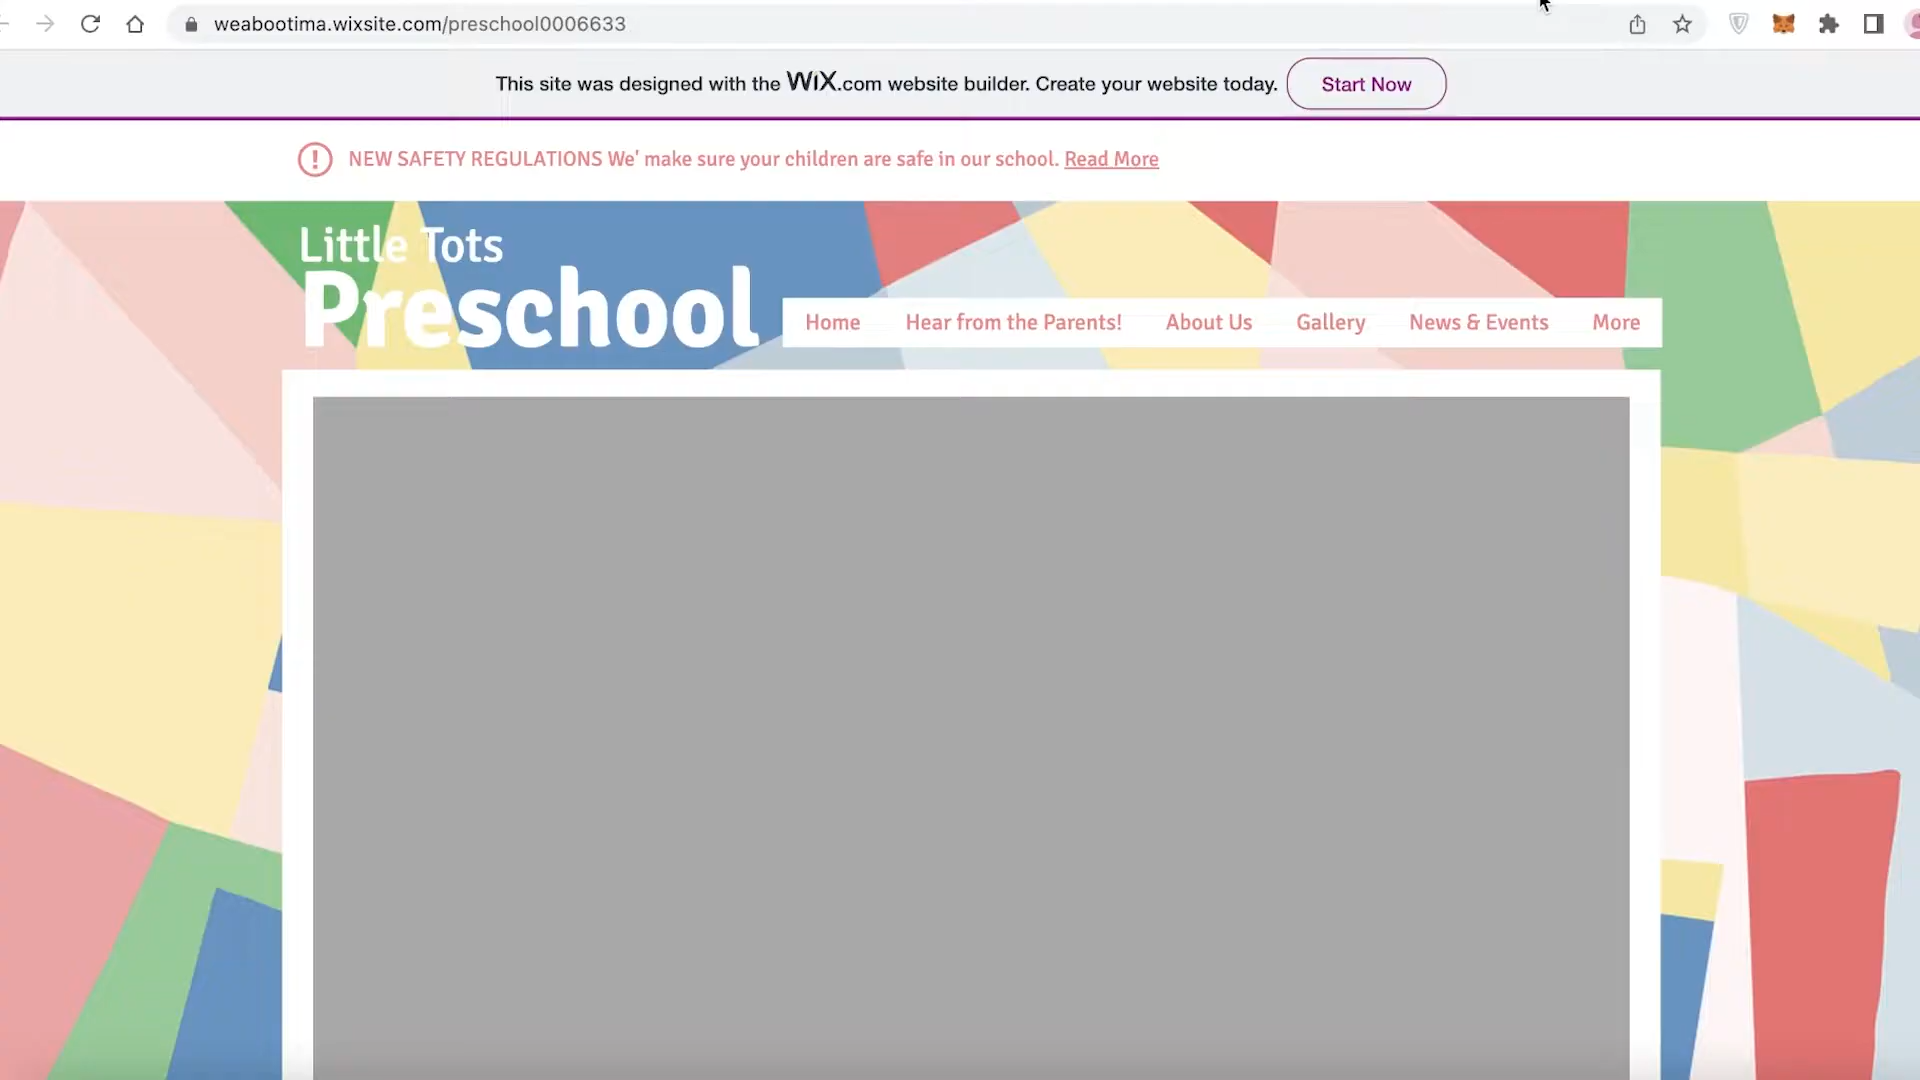 weabootima.wixsite.com/preschool0006633
This site was designed with the WiX.com website builder. Create your website today. Start Now
NEW SAFETY REGULATIONS We' make sure your children are safe in our school. Read More
Little Tots
Preschool
Home Hear from the Parents! About Us Gallery News & Events More